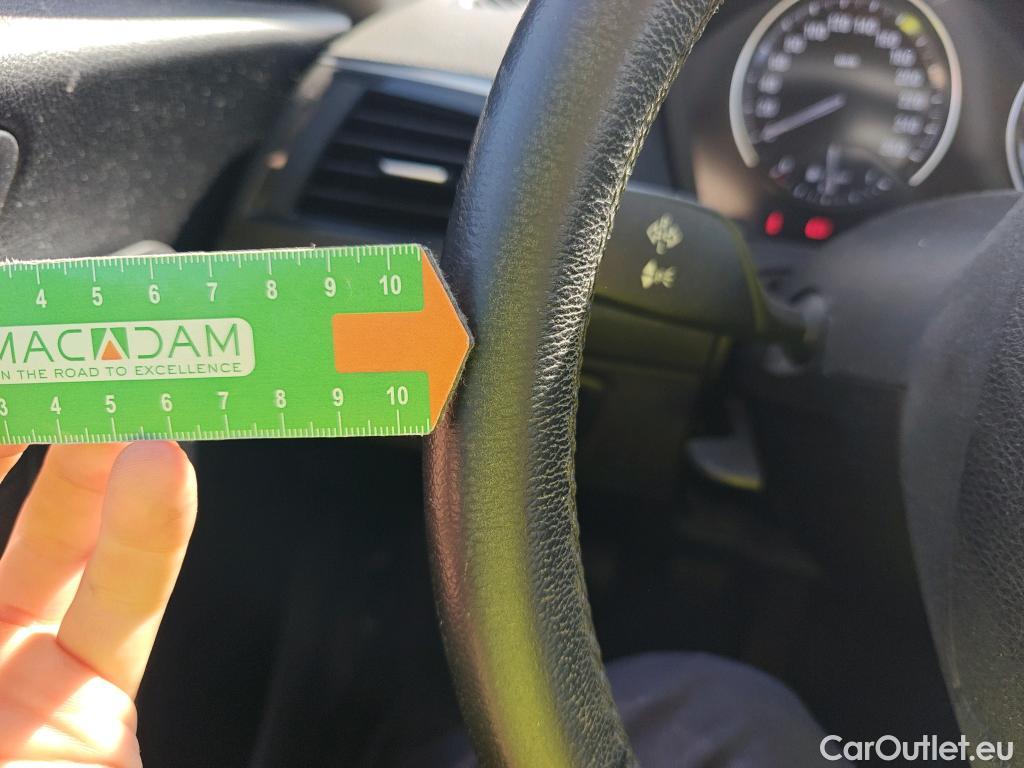 4 5 6 7 8 9 10
MACADAM
N THE ROAD TO EXCELLENCE
3 4 5 6 7 8 9 10
CarOutlet.eu